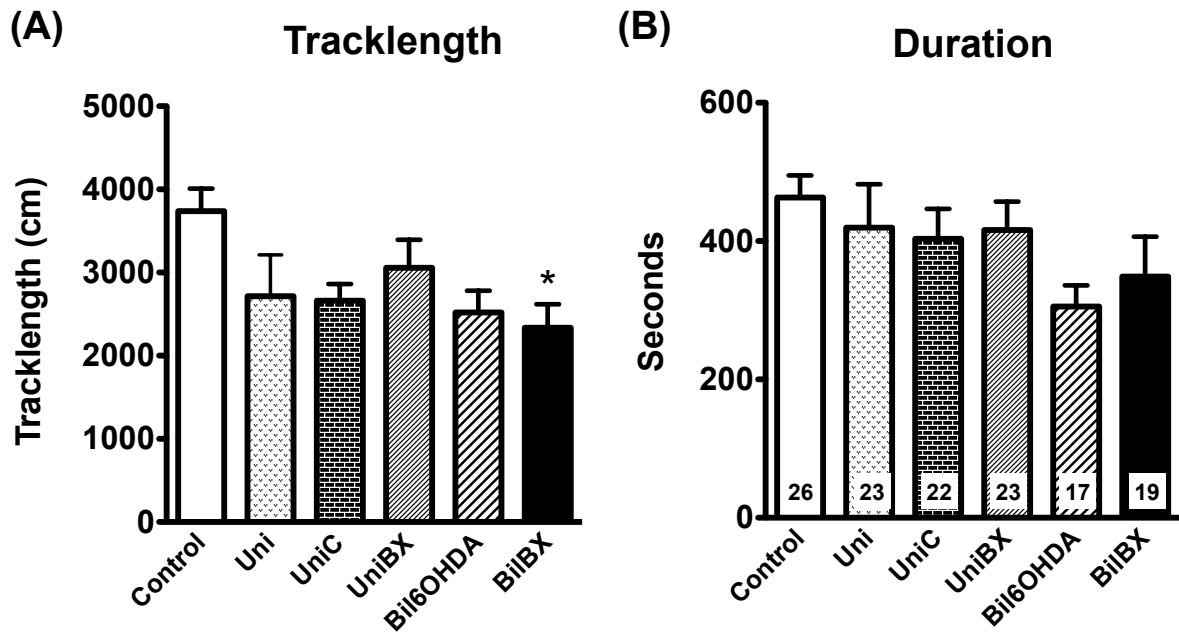 (A)
Tracklength
Tracklength (cm)
5000
4000
3000
2000
1000
0
*
Control
Uni
UniC
UniBX
Bil6OHDA
BilBX
(B)
Duration
Seconds
600
400
200
0
26
23
22
23
17
19
Control
Uni
UniC
UniBX
Bil6OHDA
BilBX